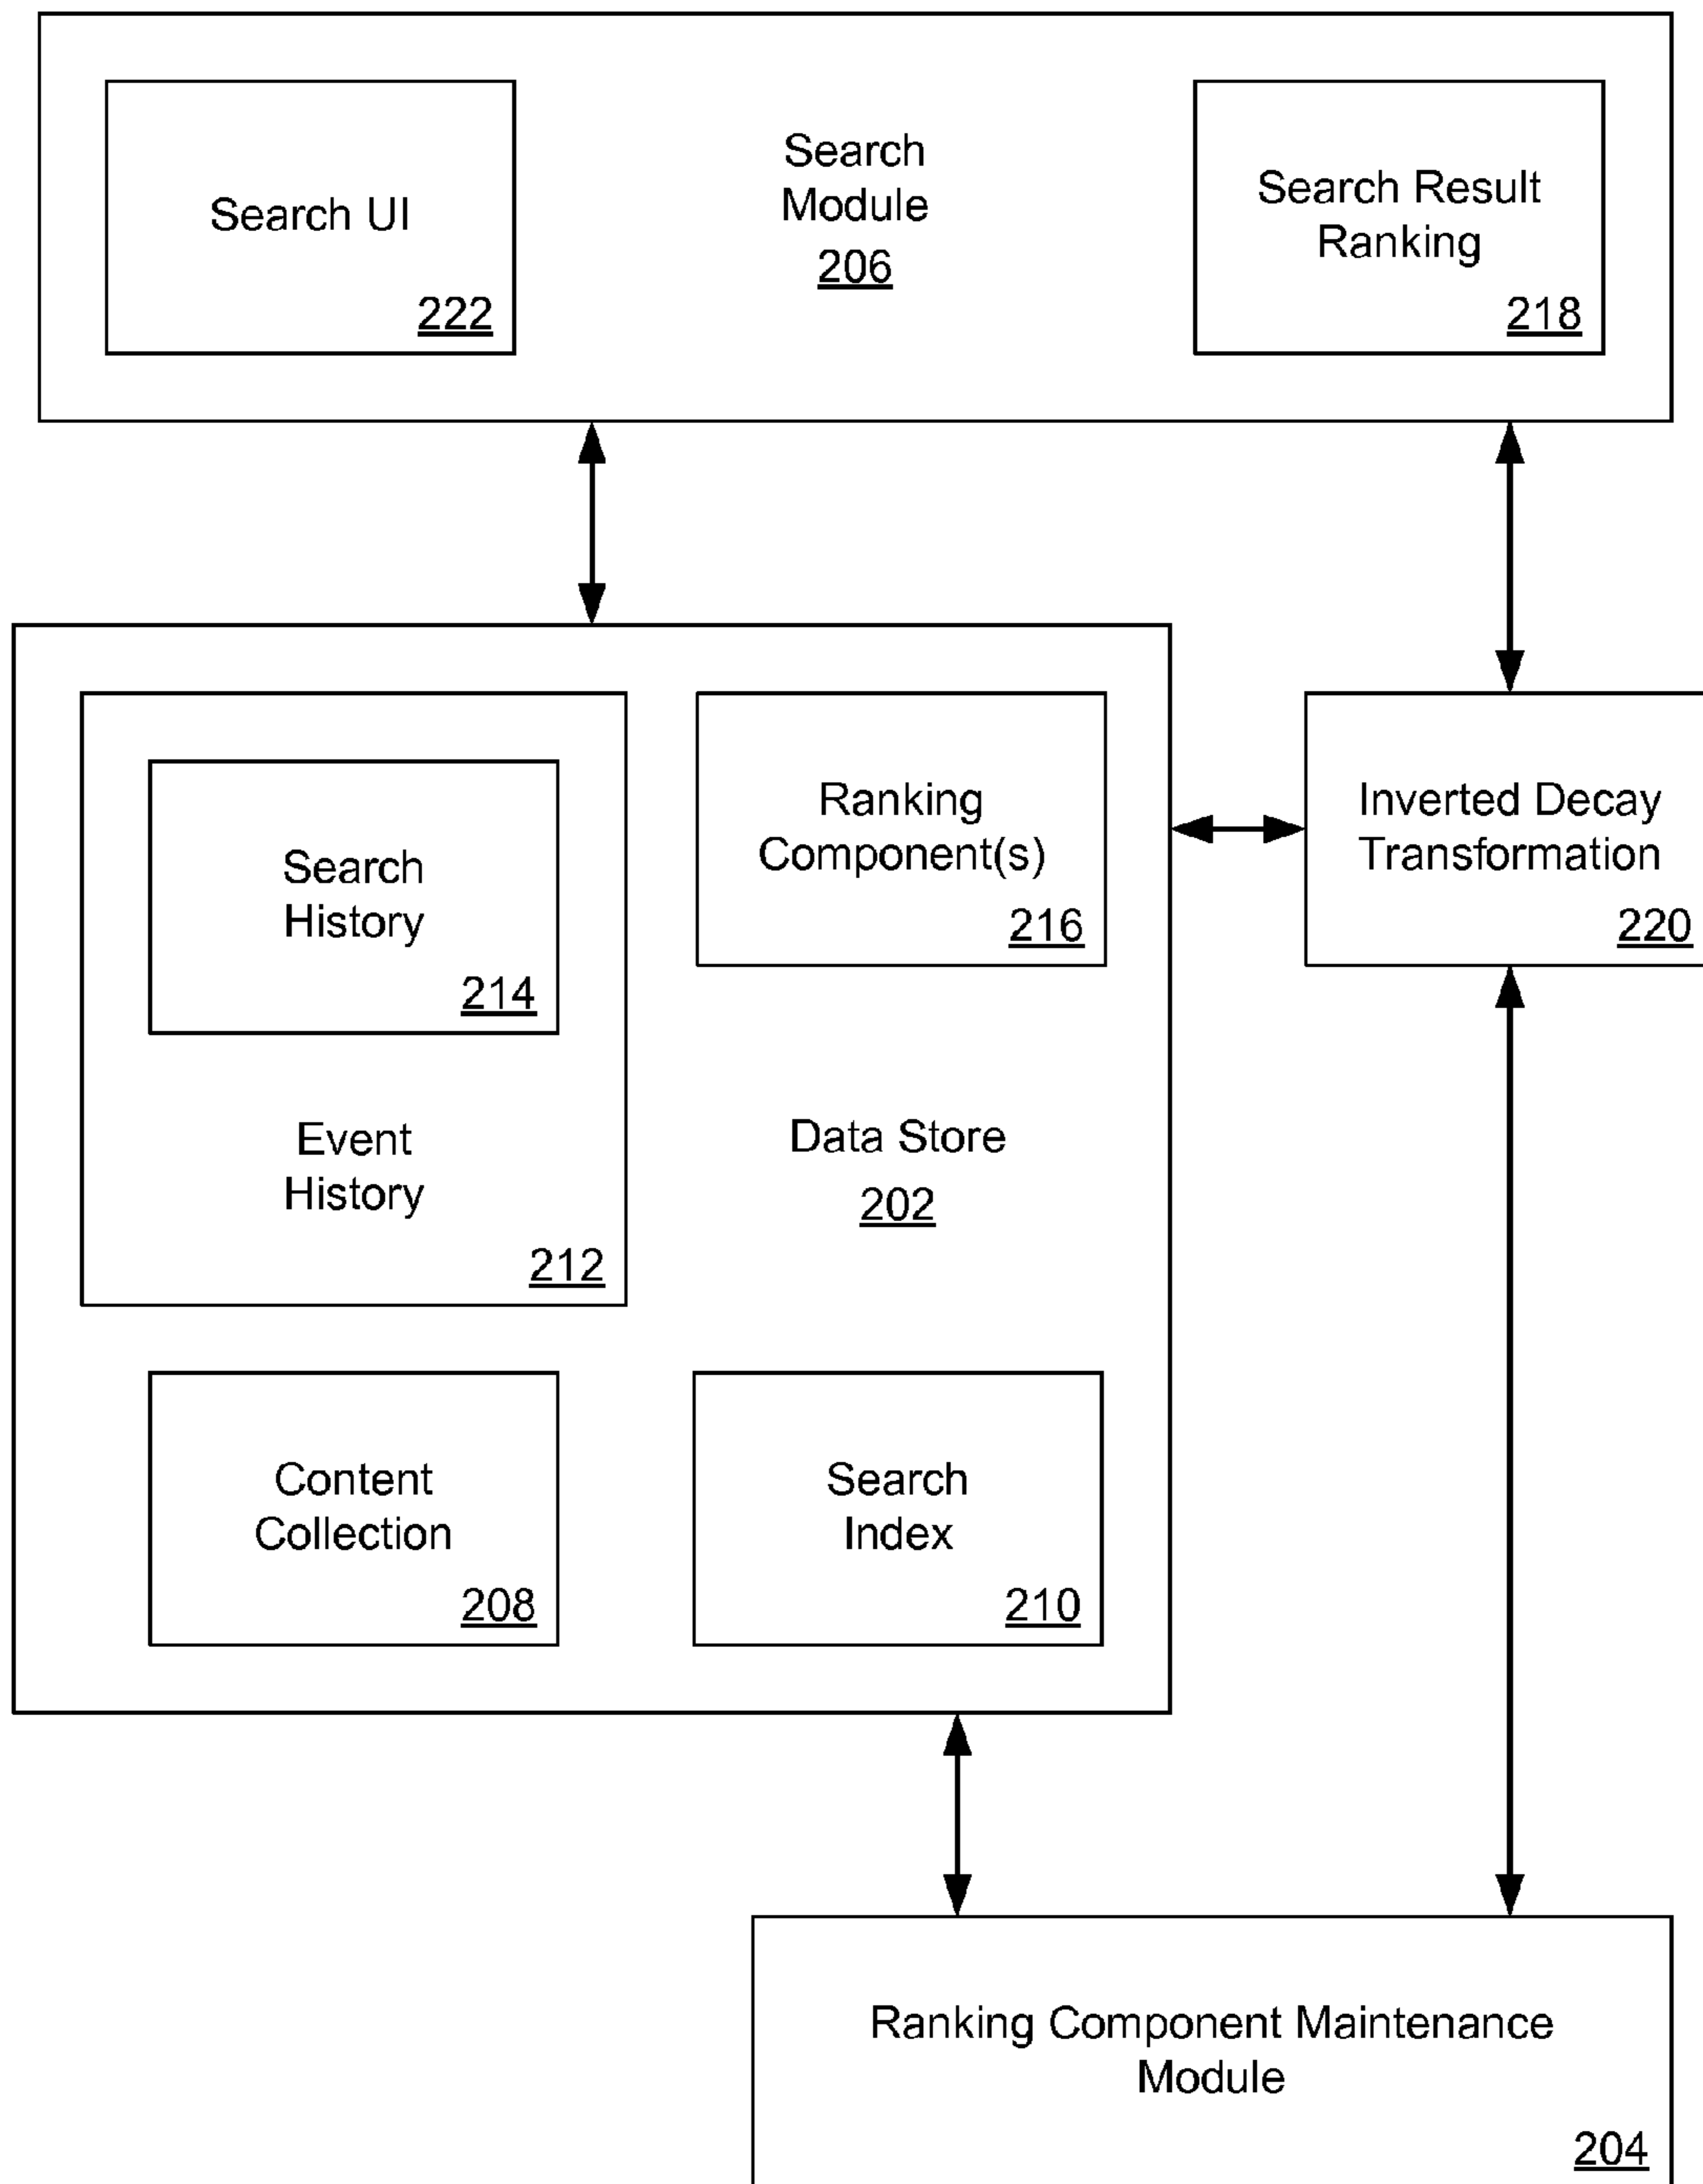 Search UI
222
Search
Module
206
Search Result
Ranking
218
Search
History
214
Event
History
212
Ranking
Component(s)
216
Data Store
202
Content
Collection
208
Search
Index
210
Inverted Decay
Transformation
220
Ranking Component Maintenance
Module
204